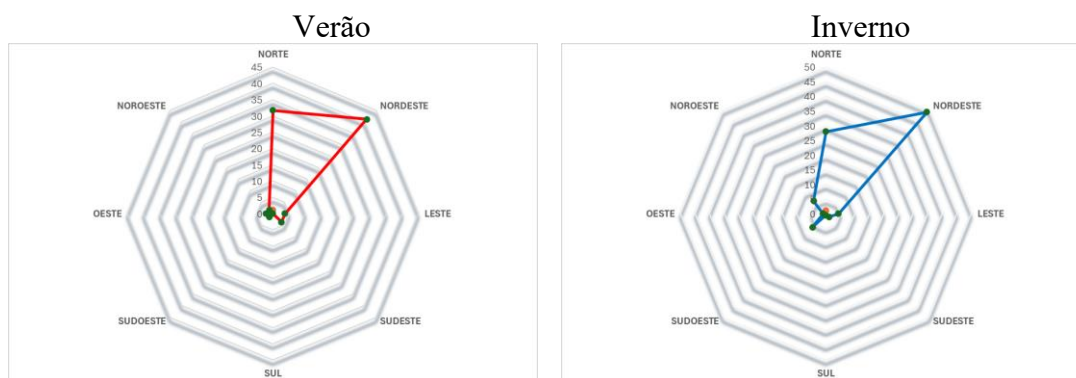 Verão
NORTE
45
40
35
30
25
20
15
10
5
0
NOROESTE
NORDESTE
OESTE
LESTE
SUDOESTE
SUDESTE
SUL
Inverno
NORTE
50
45
40
35
30
25
20
15
10
5
0
NOROESTE
NORDESTE
OESTE
LESTE
SUDOESTE
SUDESTE
SUL